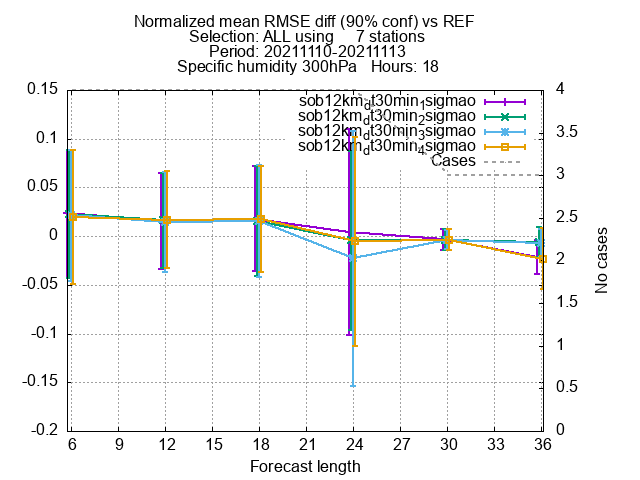 Normalized mean RMSE diff (90% conf) vs REF
Selection: ALL using 7 stations
Period: 20211110-20211113
Specific humidity 300hPa Hours: 18
sob12km_dt30min_1sigmao
sob12km_dt30min_2sigmao
sob12km_dt30min_3sigmao
sob12km_dt30min_4sigmao
Cases
0.15
0.1
0.05
0
-0.05
-0.1
-0.15
-0.2
4
3.5
3
2.5
2
1.5
1
0.5
0
No cases
6 9 12 15 18 21 24 27 30 33 36
Forecast length